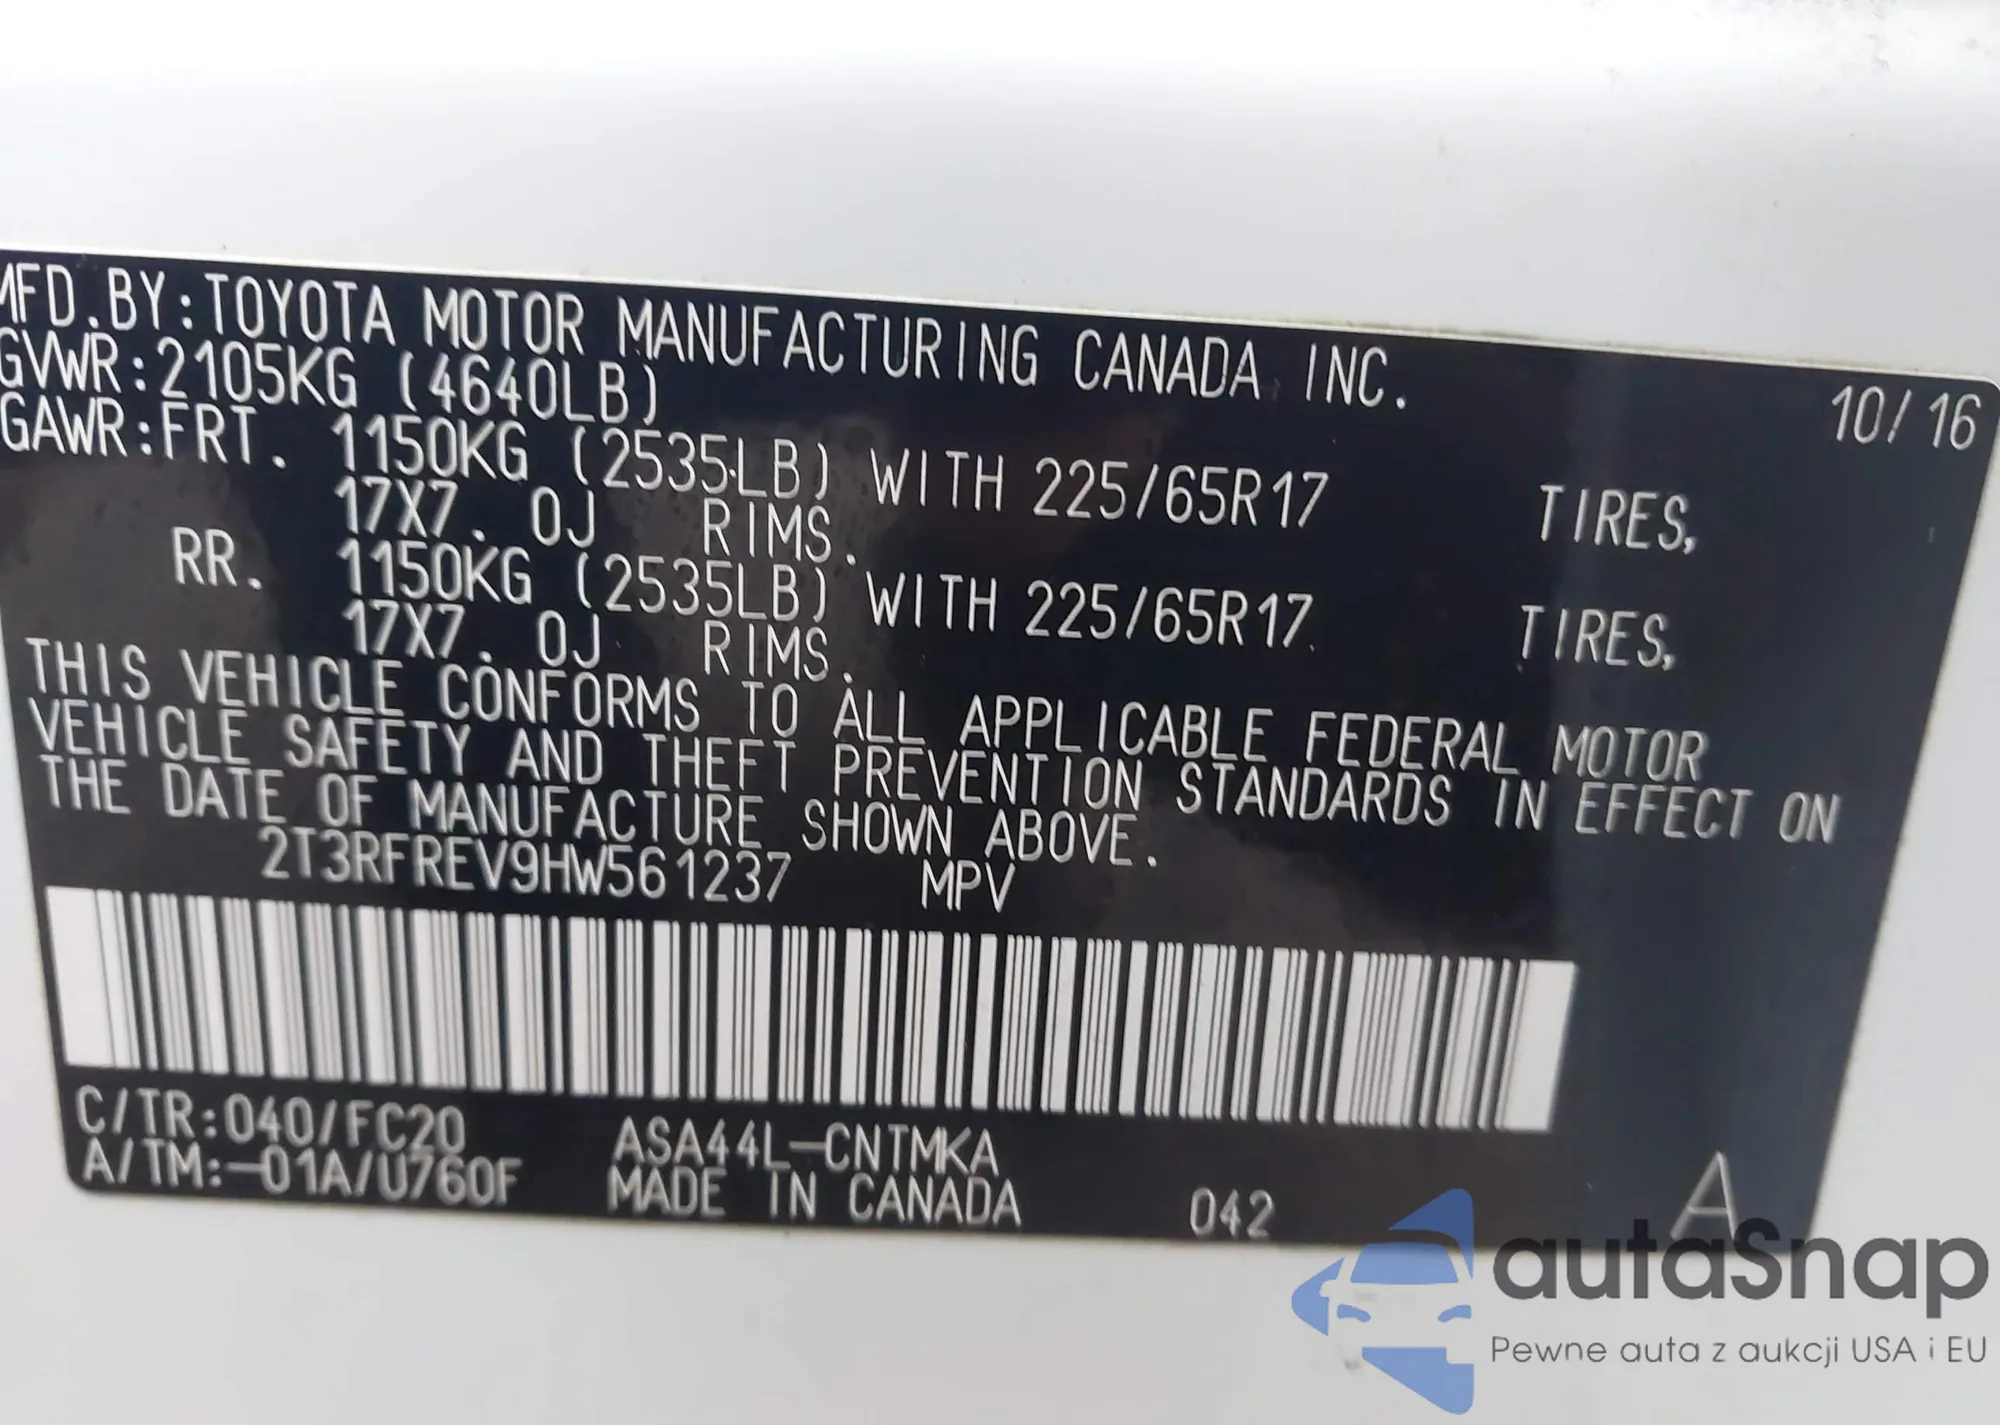 MFD.BY:TOYOTA MOTOR MANUFACTURING CANADA INC. 10/16
GVWR:2105KG (4640LB)
GAWR:FRT. 1150KG (2535LB) WITH 225/65R17 TIRES,
17X7.0J RIMS.
RR. 1150KG (2535LB) WITH 225/65R17 TIRES,
17X7.0J RIMS.
THIS VEHICLE CONFORMS TO ALL APPLICABLE FEDERAL MOTOR
VEHICLE SAFETY AND THEFT PREVENTION STANDARDS IN EFFECT ON
THE DATE OF MANUFACTURE SHOWN ABOVE.
2T3RFREV9HW561237 MPV
C/TR:040/FC20 ASA44L-CNTMKA
A/TM:-01A/U760F MADE IN CANADA 042 A
autaSnap
Pewne auta z aukcji USA i EU